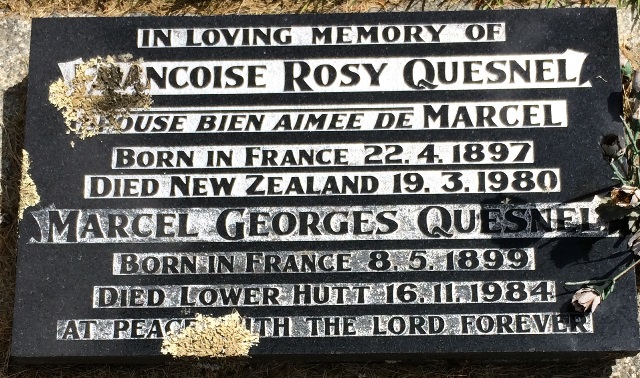 IN LOVING MEMORY OF
FRANCOISE ROSY QUESNEL
EPOUSE BIEN AIMEE DE MARCEL
BORN IN FRANCE 22.4.1897
DIED NEW ZEALAND 19.3.1980
MARCEL GEORGES QUESNEL
BORN IN FRANCE 8.5.1899
DIED LOWER HUTT 16.11.1984
AT PEACE WITH THE LORD FOREVER